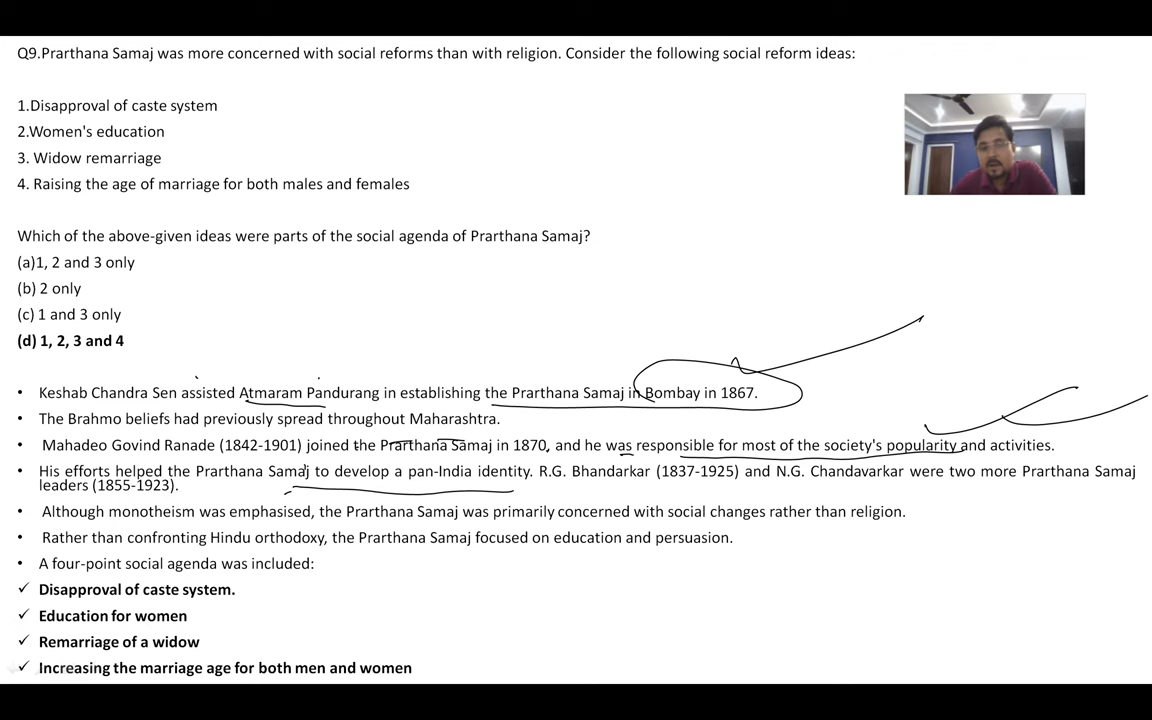 Q9.Prarthana Samaj was more concerned with social reforms than with religion. Consider the following social reform ideas:
1.Disapproval of caste system
2.Women's education
3. Widow remarriage
4. Raising the age of marriage for both males and females
Which of the above-given ideas were parts of the social agenda of Prarthana Samaj?
(a)1, 2 and 3 only
(b) 2 only
(c) 1 and 3 only
(d) 1, 2, 3 and 4
• Keshab Chandra Sen assisted Atmaram Pandurang in establishing the Prarthana Samaj in Bombay in 1867.
• The Brahmo beliefs had previously spread throughout Maharashtra.
• Mahadeo Govind Ranade (1842-1901) joined the Prarthana Samaj in 1870, and he was responsible for most of the society's popularity and activities.
• His efforts helped the Prarthana Samaj to develop a pan-India identity. R.G. Bhandarkar (1837-1925) and N.G. Chandavarkar were two more Prarthana Samaj
leaders (1855-1923).
• Although monotheism was emphasised, the Prarthana Samaj was primarily concerned with social changes rather than religion.
• Rather than confronting Hindu orthodoxy, the Prarthana Samaj focused on education and persuasion.
• A four-point social agenda was included:
✓ Disapproval of caste system.
✓ Education for women
✓ Remarriage of a widow
✓ Increasing the marriage age for both men and women